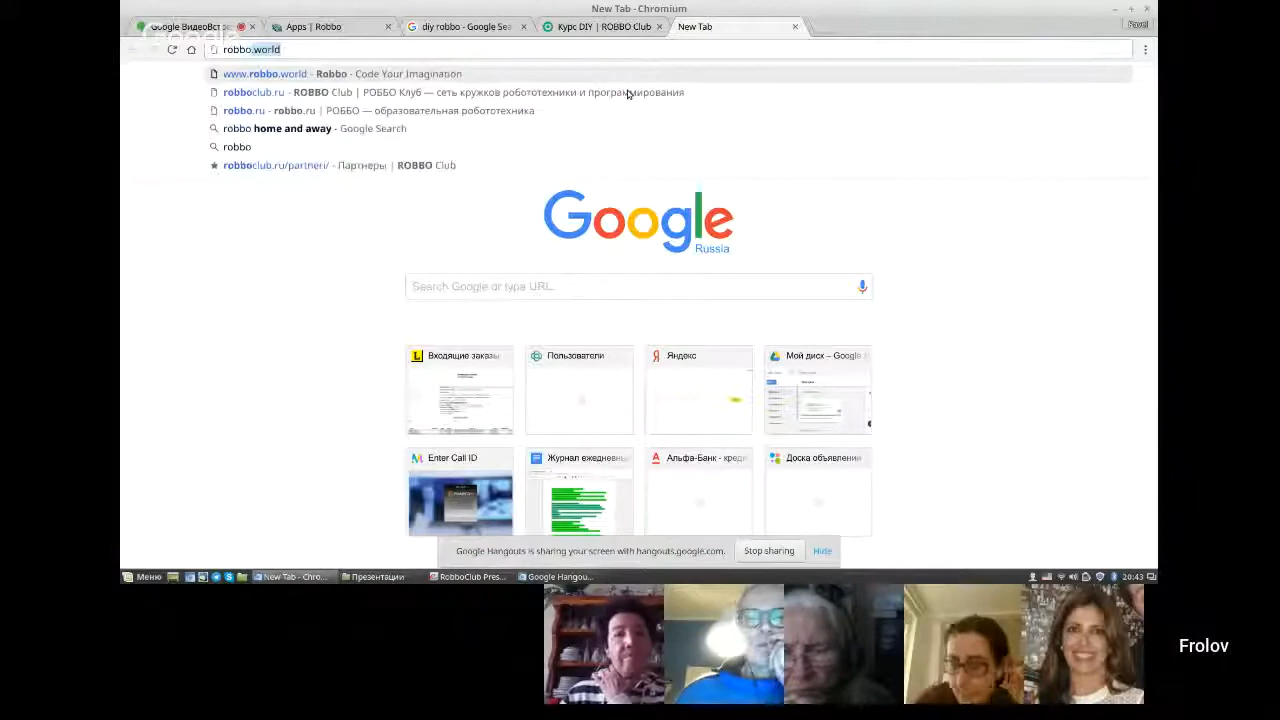 New Tab - Chromium
Google ВидеоВст
Apps | Robbo
diy robbo - Google Sea
Курс DIY | ROBBO Club
New Tab
Pavel
robbo.world
www.robbo.world - Robbo - Code Your Imagination
robboclub.ru - ROBBO Club | РОББО Клуб — сеть кружков робототехники и программирования
robbo.ru - robbo.ru | РОББО — образовательная робототехника
robbo home and away - Google Search
robbo
robboclub.ru/partneri/ - Партнеры | ROBBO Club
Google
Russia
Search Google or type URL
Входящие заказы
Пользователи
Яндекс
Мой диск – Google
Enter Call ID
Журнал ежедневны
Альфа-Банк - кред
Доска объявлений
Google Hangouts is sharing your screen with hangouts.google.com.
Stop sharing
Hide
Меню
New Tab - Chro...
Презентации
RobboClub Pres...
Google Hangou...
20:43
Frolov